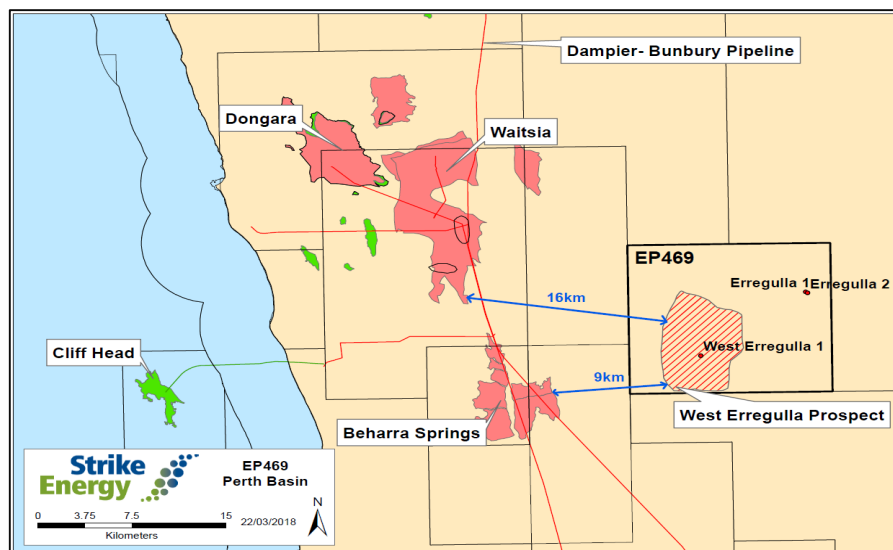 Dampier- Bunbury Pipeline
Dongara
Waitsia
EP469
Erregulla 1
Erregulla 2
16km
West Erregulla 1
Cliff Head
9km
West Erregulla Prospect
Beharra Springs
Strike
Energy
EP469
Perth Basin
N
0 3.75 7.5 15
Kilometers
22/03/2018